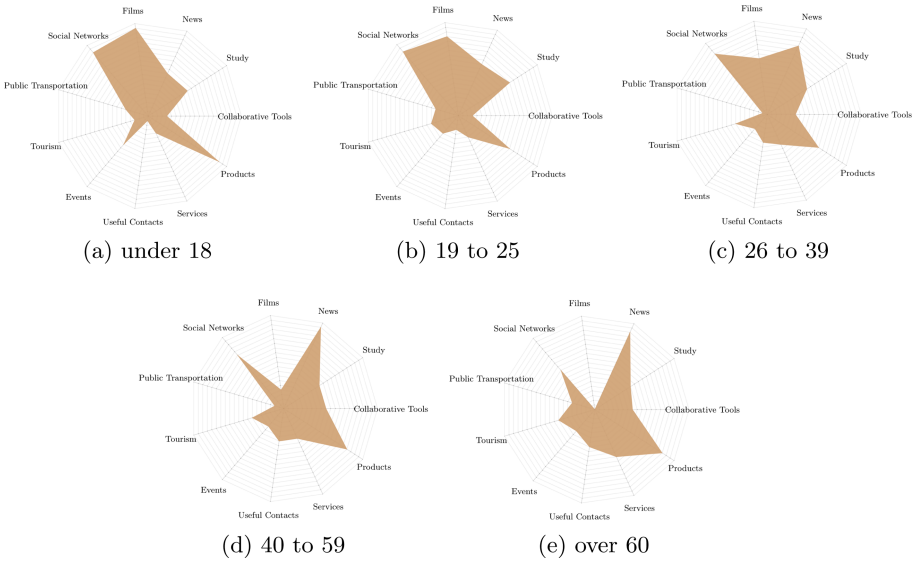 Films
News
Social Networks
Study
Public Transportation
Collaborative Tools
Tourism
Products
Events
Services
Useful Contacts
(a) under 18
Films
News
Social Networks
Study
Public Transportation
Collaborative Tools
Tourism
Products
Events
Services
Useful Contacts
(b) 19 to 25
Films
News
Social Networks
Study
Public Transportation
Collaborative Tools
Tourism
Products
Events
Services
Useful Contacts
(c) 26 to 39
Films
News
Social Networks
Study
Public Transportation
Collaborative Tools
Tourism
Products
Events
Services
Useful Contacts
(d) 40 to 59
Films
News
Social Networks
Study
Public Transportation
Collaborative Tools
Tourism
Products
Events
Services
Useful Contacts
(e) over 60